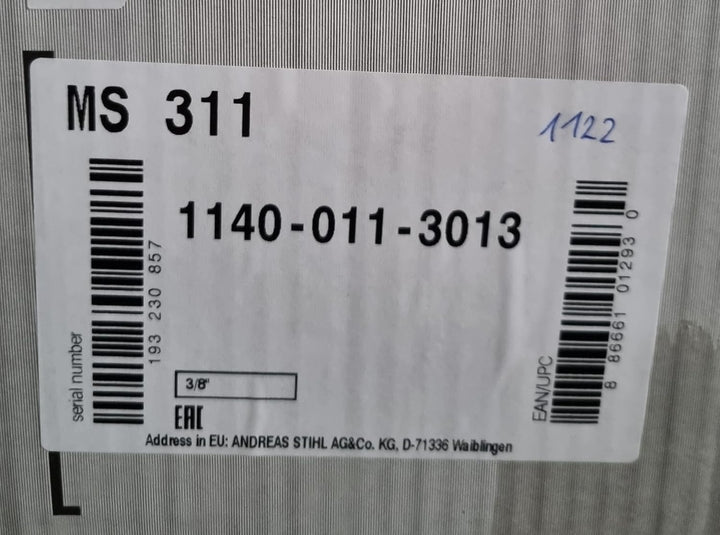 MS 311
1122
1140-011-3013
serial number
193 230 857
3/8"
EAC
Address in EU: ANDREAS STIHL AG&Co. KG, D-71336 Waiblingen
EAN/UPC
8 86661 01293 0